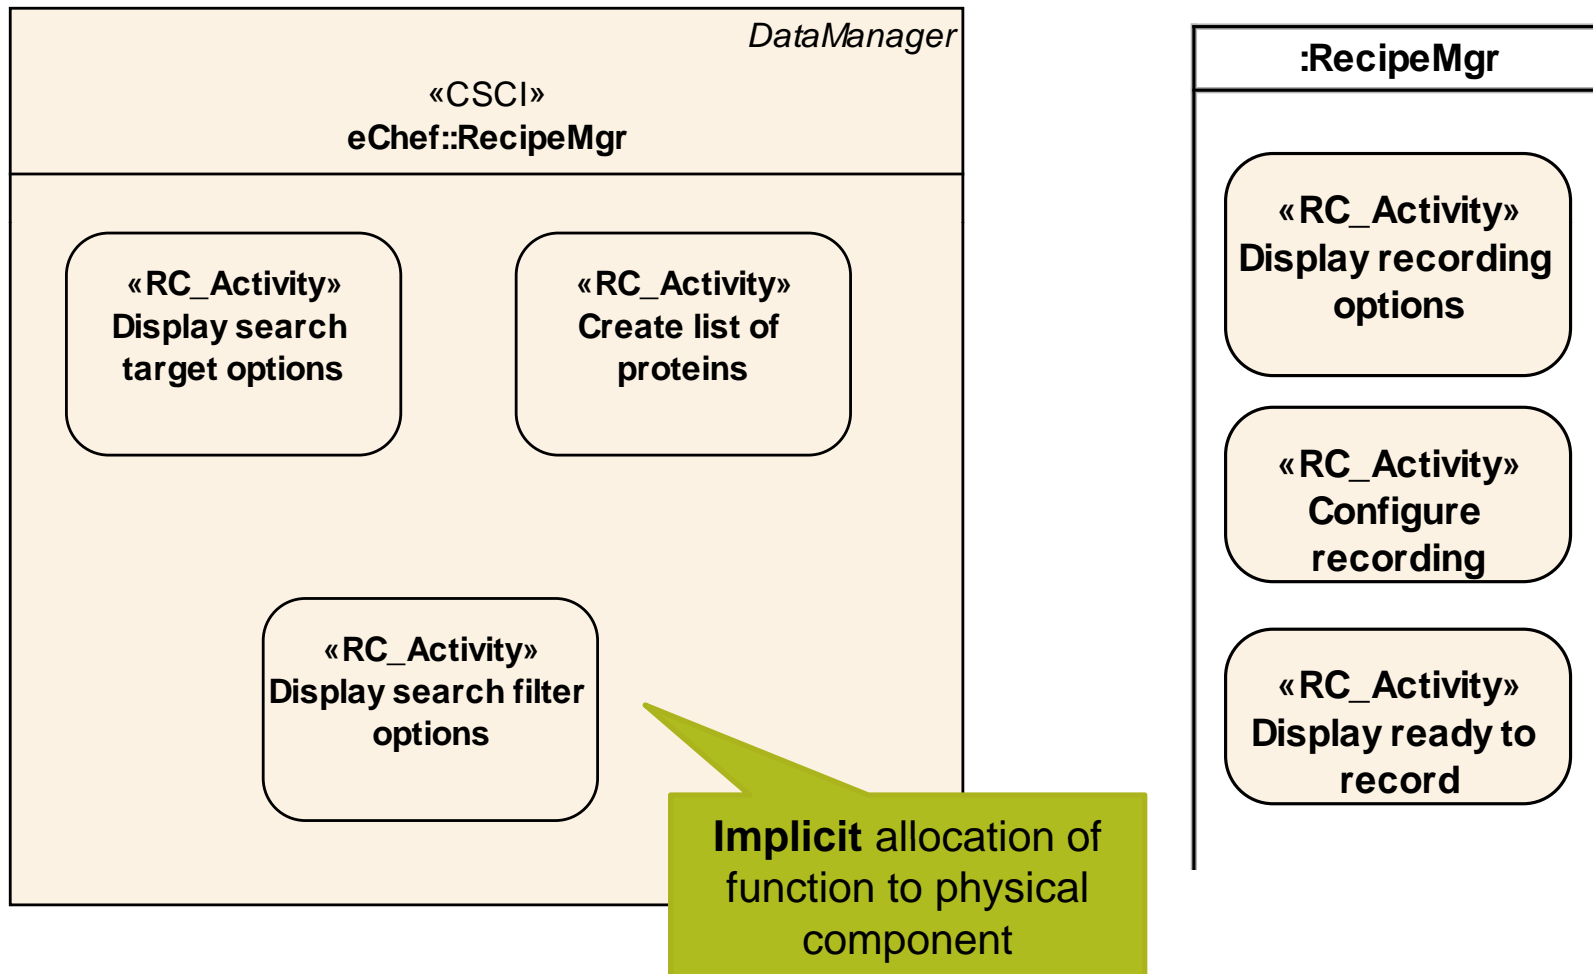 DataManager
«CSCI»
eChef::RecipeMgr
«RC_Activity»
Display search
target options
«RC_Activity»
Create list of
proteins
«RC_Activity»
Display search filter
options
Implicit allocation of
function to physical
component
:RecipeMgr
«RC_Activity»
Display recording
options
«RC_Activity»
Configure
recording
«RC_Activity»
Display ready to
record